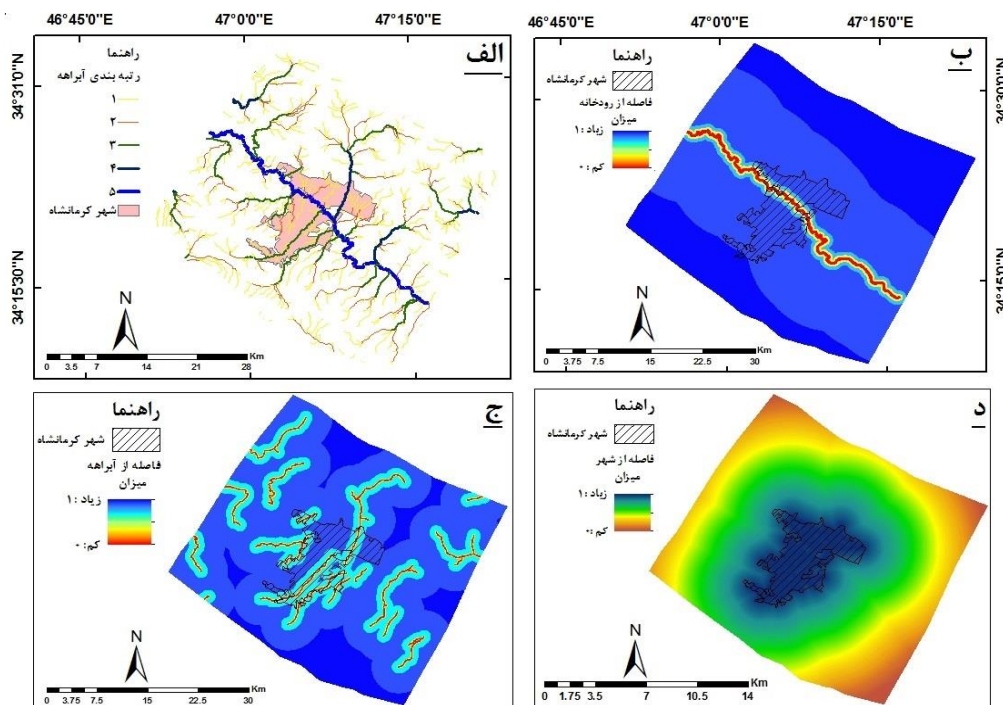 46°45'0"E 47°0'0"E 47°15'0"E
34°31'0"N
34°15'30"N
الف
راهنما
رتبه بندی آبراهه
۱
۲
۳
۴
۵
شهر کرمانشاه
N
0 3.5 7 14 21 28 Km
47°0'0"E 47°15'0"E
34°30'0"N
34°15'0"N
ب
راهنما
شهر کرمانشاه
فاصله از رودخانه
میزان
زیاد : ۱
کم : ۰
N
0 3.75 7.5 15 22.5 30 Km
ج
راهنما
شهر کرمانشاه
فاصله از آبراهه
میزان
زیاد : ۱
کم : ۰
N
0 3.75 7.5 15 22.5 30 Km
د
راهنما
شهر کرمانشاه
فاصله از شهر
میزان
زیاد : ۱
کم : ۰
N
0 1.75 3.5 7 10.5 14 Km